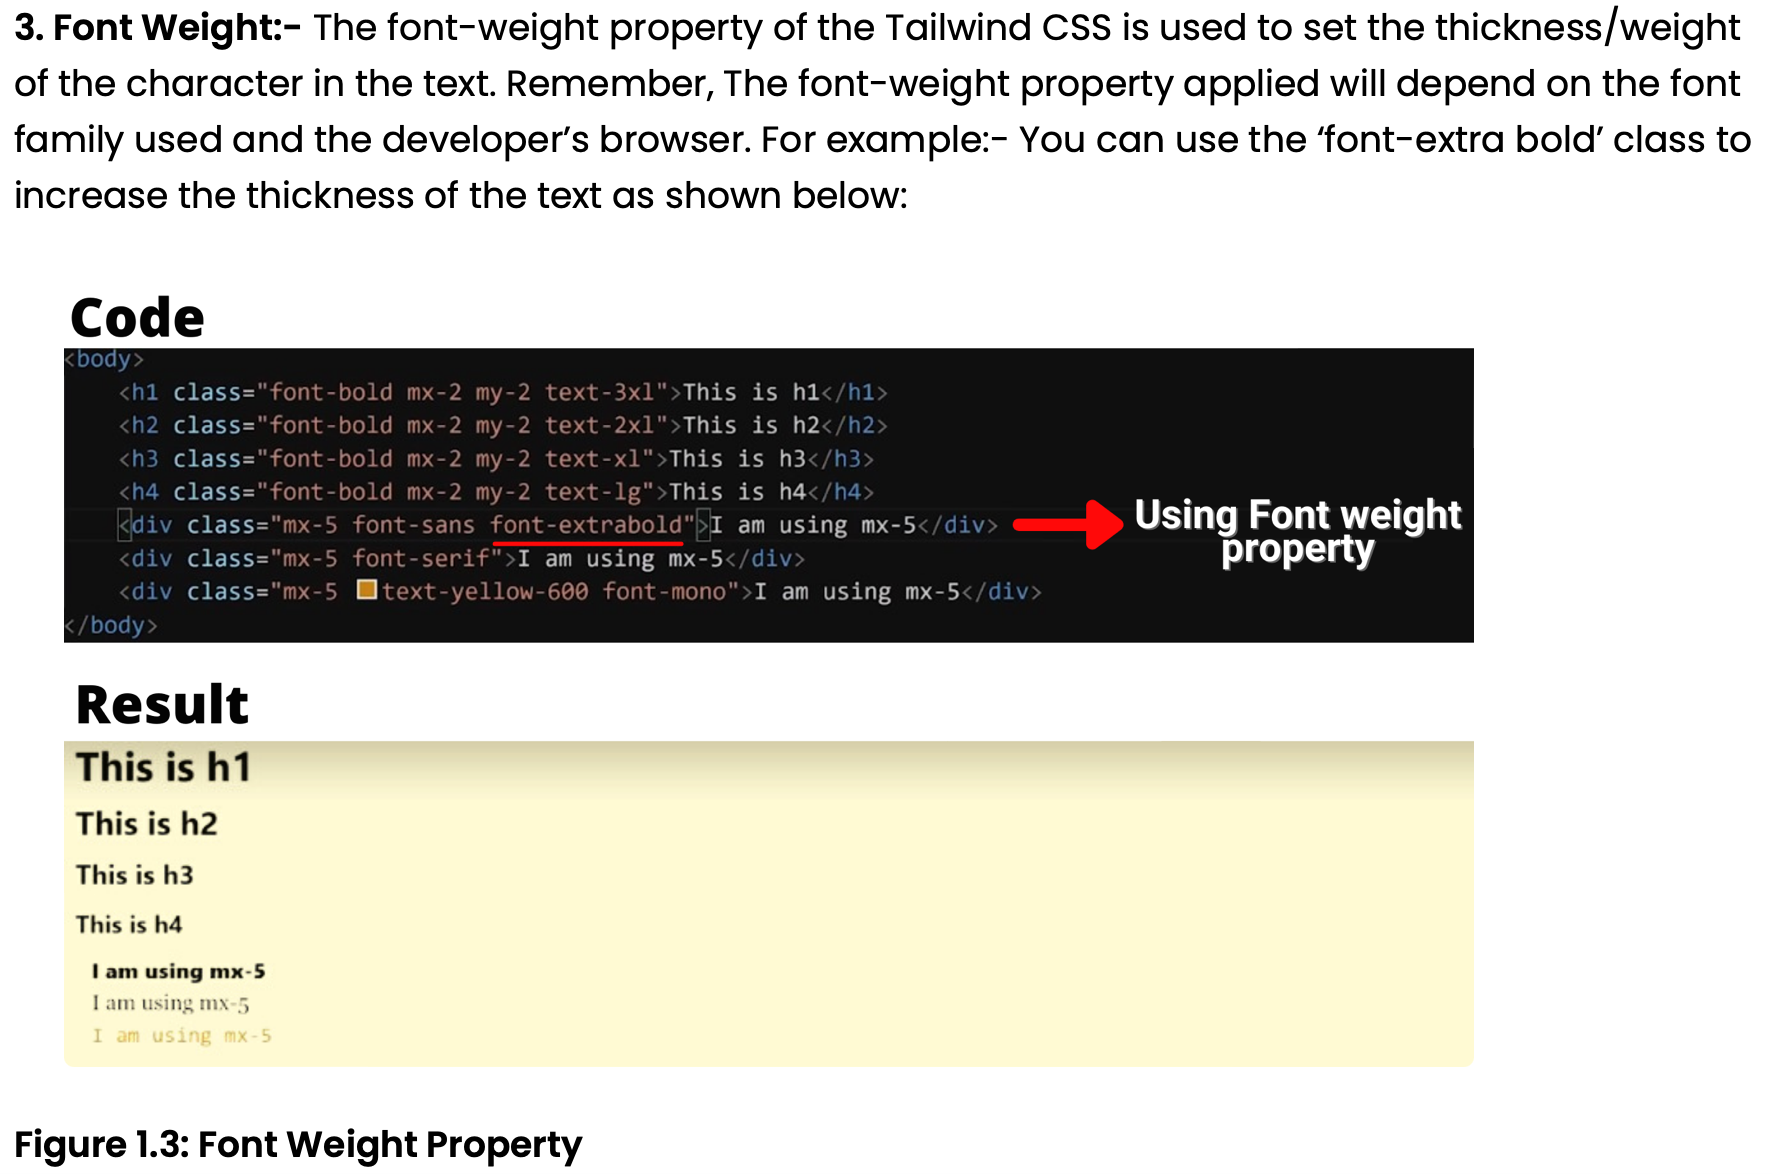 3. Font Weight:- The font-weight property of the Tailwind CSS is used to set the thickness/weight
of the character in the text. Remember, The font-weight property applied will depend on the font
family used and the developer’s browser. For example:- You can use the ‘font-extra bold’ class to
increase the thickness of the text as shown below:
Code
<body>
<h1 class="font-bold mx-2 my-2 text-3xl">This is h1</h1>
<h2 class="font-bold mx-2 my-2 text-2xl">This is h2</h2>
<h3 class="font-bold mx-2 my-2 text-xl">This is h3</h3>
<h4 class="font-bold mx-2 my-2 text-lg">This is h4</h4>
<div class="mx-5 font-sans font-extrabold">I am using mx-5</div>
Using Font weight
property
<div class="mx-5 font-serif">I am using mx-5</div>
<div class="mx-5 text-yellow-600 font-mono">I am using mx-5</div>
</body>
Result
This is h1
This is h2
This is h3
This is h4
I am using mx-5
I am using mx-5
I am using mx-5
Figure 1.3: Font Weight Property